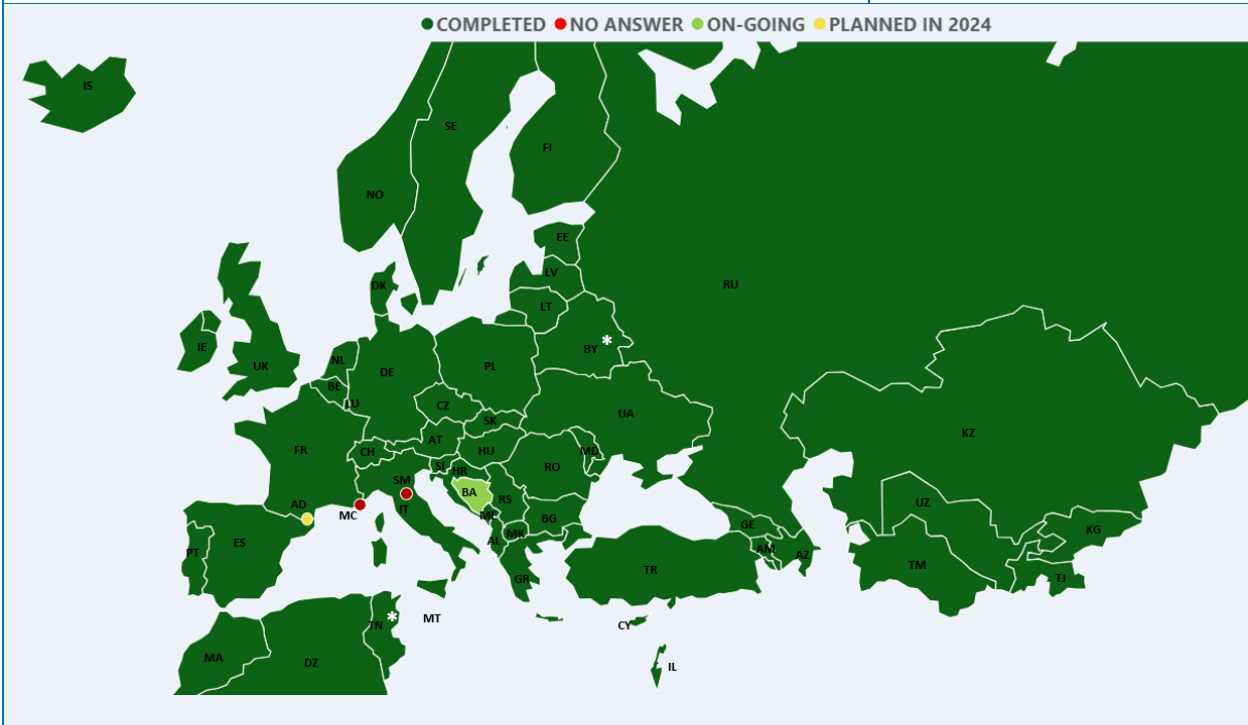 COMPLETED NO ANSWER ON-GOING PLANNED IN 2024
IS
SE
FI
NO
EE
LV
DK
RU
LT
IE
BY *
NL
UK
DE
PL
BE
LU
CZ
UA
SK
KZ
AT
FR
CH
HU
MD
SI
HR
RO
SM
BA
RS
UZ
AD
IT
MC
ME
BG
GE
KG
MK
ES
AL
PT
AM
AZ
TR
TM
GR
TJ
*
MT
TN
CY
MA
DZ
IL